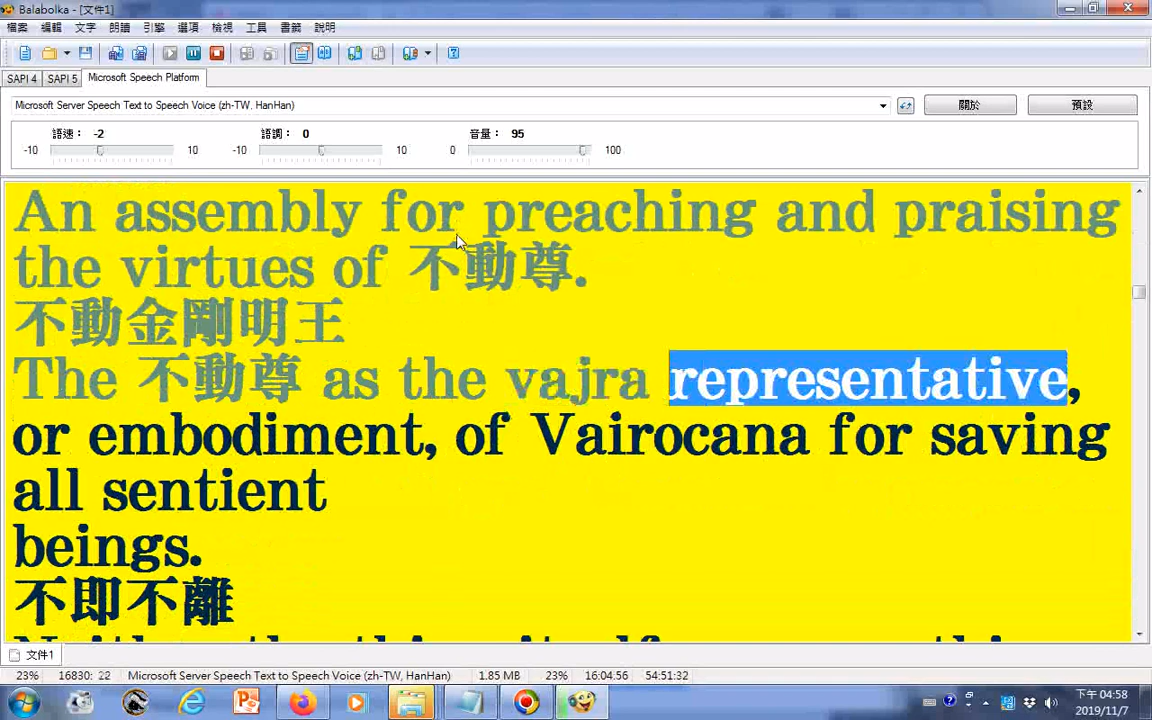 Balabolka - [文件1]
檔案 編輯 文字 朗讀 引擎 選項 檢視 工具 書籤 說明
SAPI 4 SAPI 5 Microsoft Speech Platform
Microsoft Server Speech Text to Speech Voice (zh-TW, HanHan) 關於 預設
語速： -2 語調： 0 音量： 95
-10 10 -10 10 0 100
An assembly for preaching and praising
the virtues of 不動尊.
不動金剛明王
The 不動尊 as the vajra representative,
or embodiment, of Vairocana for saving
all sentient
beings.
不即不離
文件1
23% 16830: 22 Microsoft Server Speech Text to Speech Voice (zh-TW, HanHan) 1.85 MB 23% 16:04:56 54:51:32
下午 04:58
2019/11/7